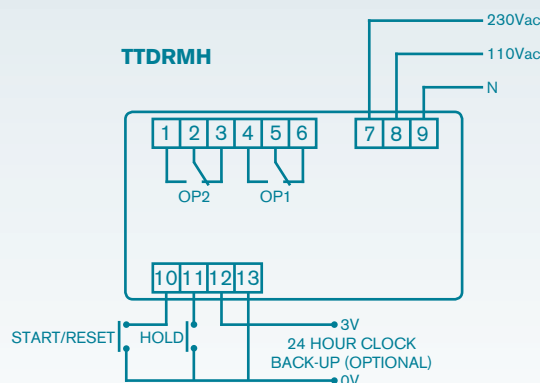 230Vac
TTDRMH
110Vac
N
1 2 3 4 5 6 7 8 9
OP2 OP1
10 11 12 13
START/RESET HOLD 3V
24 HOUR CLOCK
BACK-UP (OPTIONAL)
0V